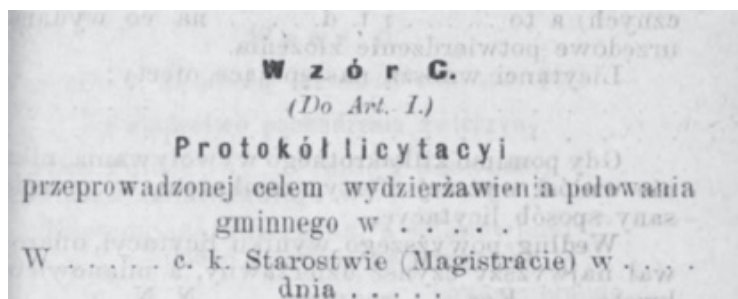 Wzór C.
(Do Art. I.)
Protokół licytacyi
przeprowadzonej celem wydzierżawienia polowania
gminnego w . . . . .
W . . . . c. k. Starostwie (Magistracie) w . . . .
dnia . . . . .